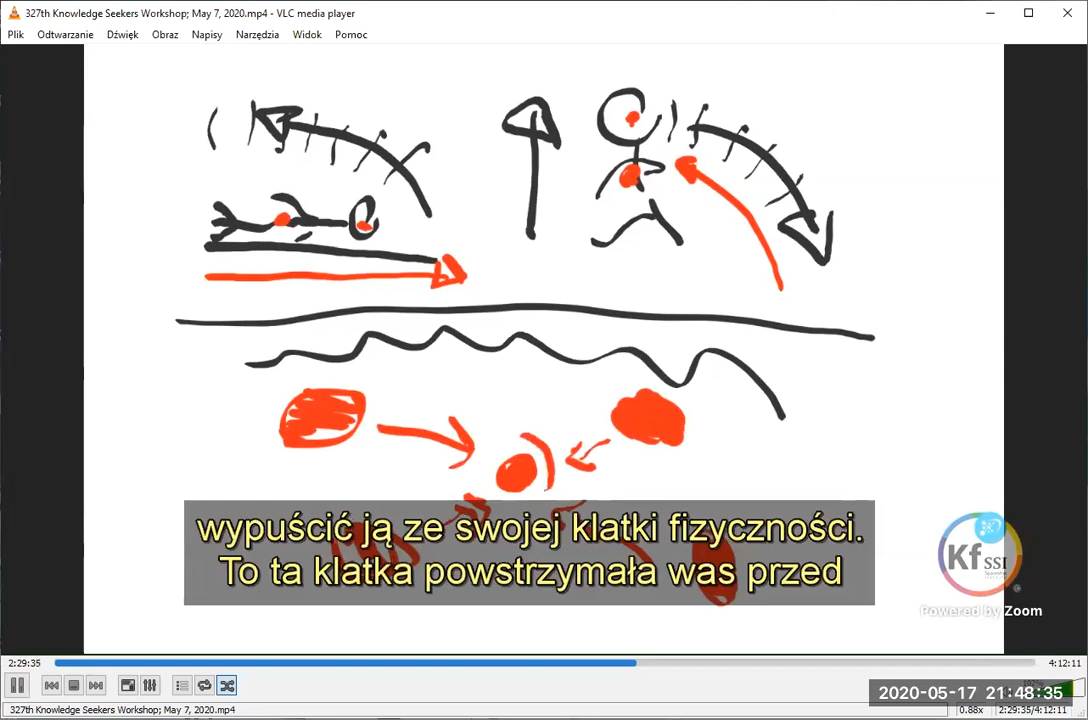 327th Knowledge Seekers Workshop; May 7, 2020.mp4 - VLC media player
Plik Odtwarzanie Dźwięk Obraz Napisy Narzędzia Widok Pomoc
wypuścić ją ze swojej klatki fizyczności.
To ta klatka powstrzymała was przed
Kf SSI
Powered by Zoom
2:29:35 4:12:11
102%
2020-05-17 21:48:35
327th Knowledge Seekers Workshop; May 7, 2020.mp4 0.88x 2:29:35/4:12:11